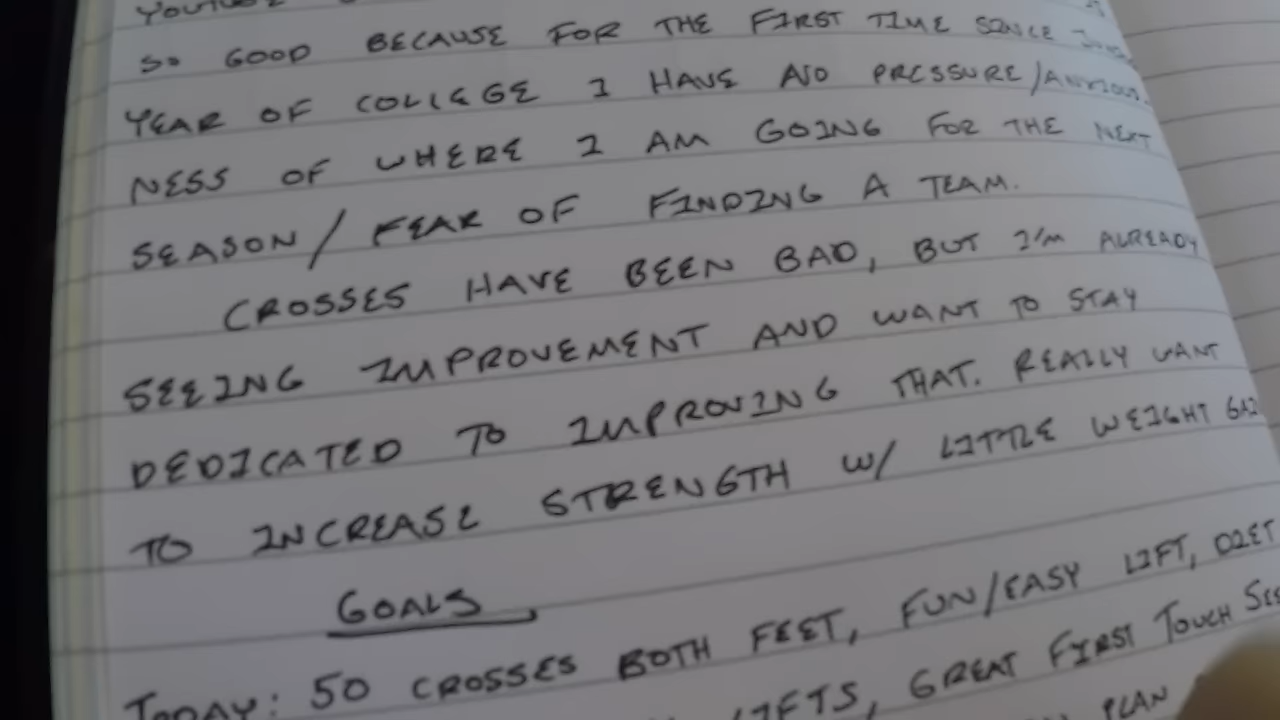 YOUTUBE
SO GOOD BECAUSE FOR THE FIRST TIME SINCE
YEAR OF COLLEGE I HAVE NO PRESSURE/ANXIOUS-
NESS OF WHERE I AM GOING FOR THE NEXT
SEASON/FEAR OF FINDING A TEAM.
CROSSES HAVE BEEN BAD, BUT I'M ALREADY
SEEING IMPROVEMENT AND WANT TO STAY
DEDICATED TO IMPROVING THAT. REALLY WANT
TO INCREASE STRENGTH W/ LITTLE WEIGHT
GOALS
TODAY: 50 CROSSES BOTH FEET, FUN/EASY LIFT, DIET
LIFTS, GREAT FIRST TOUCH
PLAN